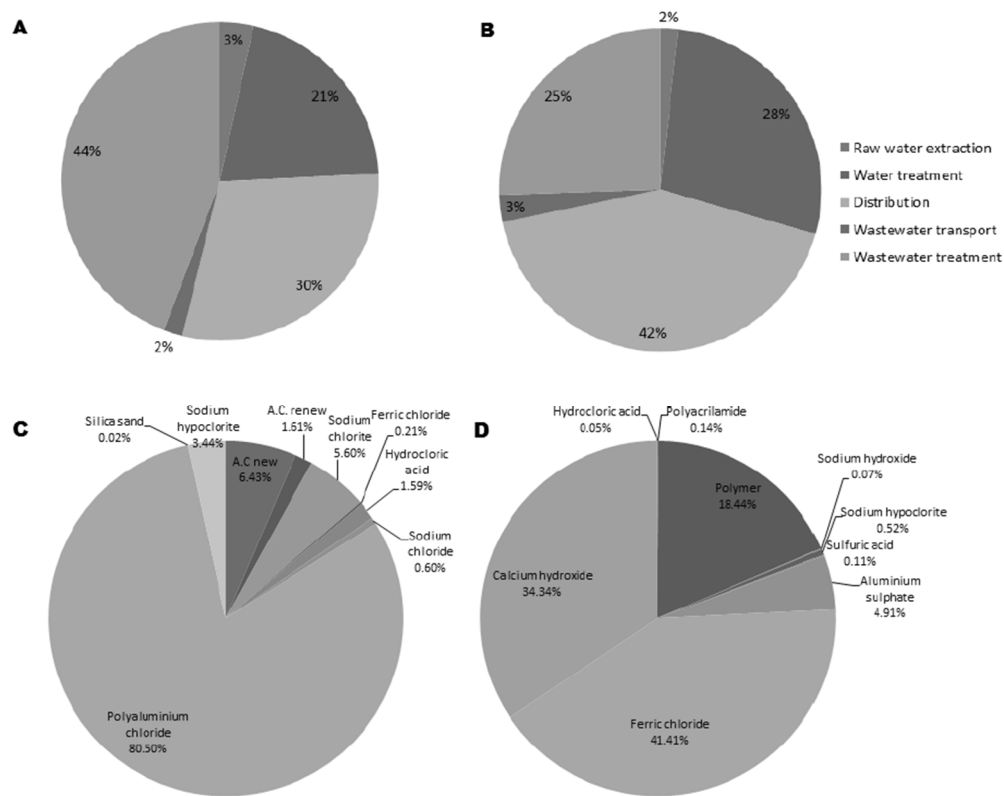 A
3%
21%
30%
2%
44%
B
2%
28%
42%
3%
25%
Raw water extraction
Water treatment
Distribution
Wastewater transport
Wastewater treatment
C
Silica sand
0.02%
Sodium
hypoclorite
3.44%
A.C new
6.43%
A.C. renew
1.61%
Sodium
chlorite
5.60%
Ferric chloride
0.21%
Hydrocloric
acid
1.59%
Sodium
chloride
0.60%
Polyaluminium
chloride
80.50%
D
Hydrocloric acid
0.05%
Polyacrilamide
0.14%
Polymer
18.44%
Sodium hydroxide
0.07%
Sodium hypoclorite
0.52%
Sulfuric acid
0.11%
Aluminium
sulphate
4.91%
Ferric chloride
41.41%
Calcium hydroxide
34.34%